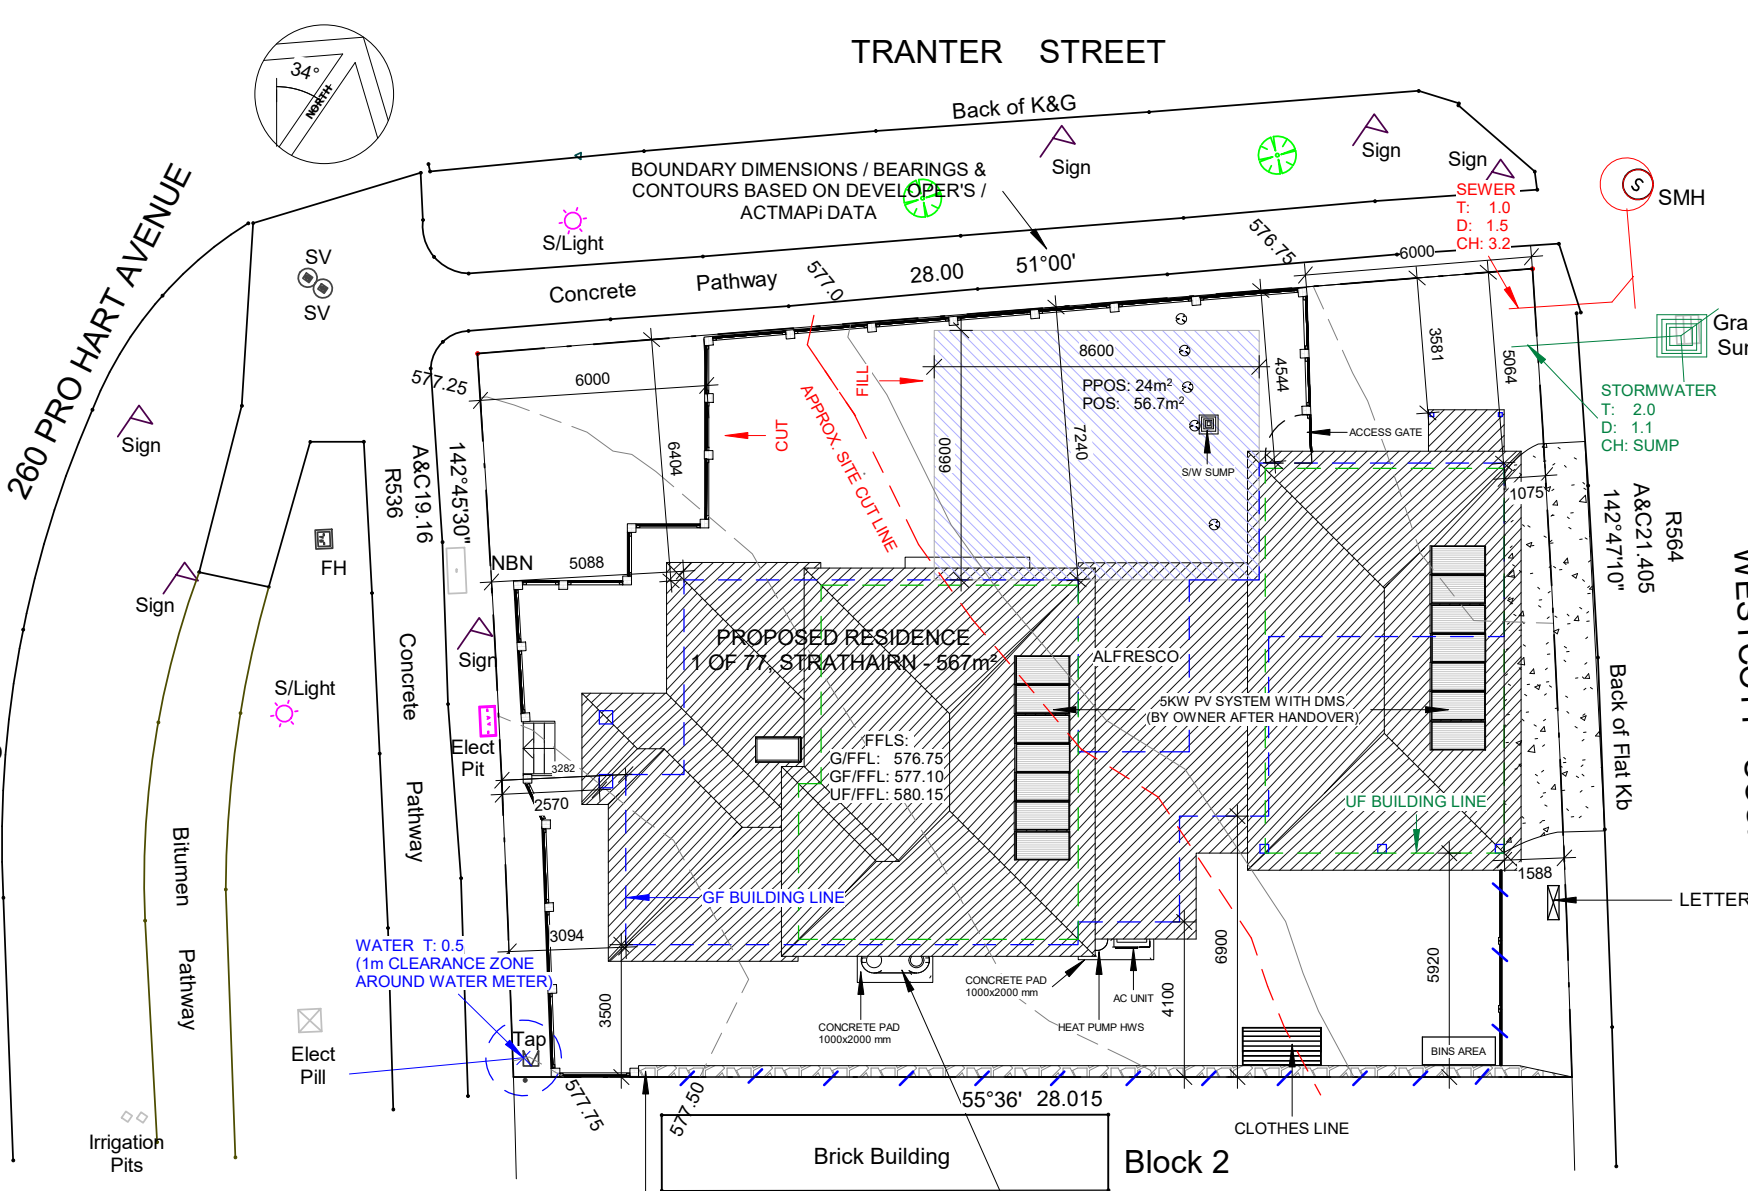 TRANTER STREET
34°
NORTH
Back of K&G
BOUNDARY DIMENSIONS / BEARINGS &
CONTOURS BASED ON DEVELOPER'S /
ACTMAPi DATA
Sign
Sign
Sign
SEWER
T: 1.0
D: 1.5
CH: 3.2
S
SMH
260 PRO HART AVENUE
S/Light
SV
SV
Concrete Pathway
577.0
28.00
51°00'
576.75
6000
STORMWATER
T: 2.0
D: 1.1
CH: SUMP
577.25
6000
8600
PPOS: 24m²
POS: 56.7m²
4544
3581
5064
FILL
CUT
APPROX. SITE CUT LINE
6404
6600
7240
ACCESS GATE
S/W SUMP
1075
Sign
142°45'30"
A&C19.16
R536
R564
A&C21.405
142°47'10"
FH
NBN
5088
Sign
Sign
Concrete Pathway
PROPOSED RESIDENCE
1 OF 77, STRATHAIRN - 567m²
ALFRESCO
5KW PV SYSTEM WITH DMS
(BY OWNER AFTER HANDOVER)
Back of Flat Kb
S/Light
Elect
Pit
3282
2570
FFLS:
G/FFL: 576.75
GF/FFL: 577.10
UF/FFL: 580.15
UF BUILDING LINE
Bitumen Pathway
GF BUILDING LINE
1588
LETTER
3094
WATER T: 0.5
(1m CLEARANCE ZONE
AROUND WATER METER)
3500
CONCRETE PAD
1000x2000 mm
CONCRETE PAD
1000x2000 mm
AC UNIT
HEAT PUMP HWS
4100
6900
5920
Tap
BINS AREA
Elect
Pill
577.75
577.50
55°36' 28.015
CLOTHES LINE
Irrigation
Pits
Brick Building
Block 2